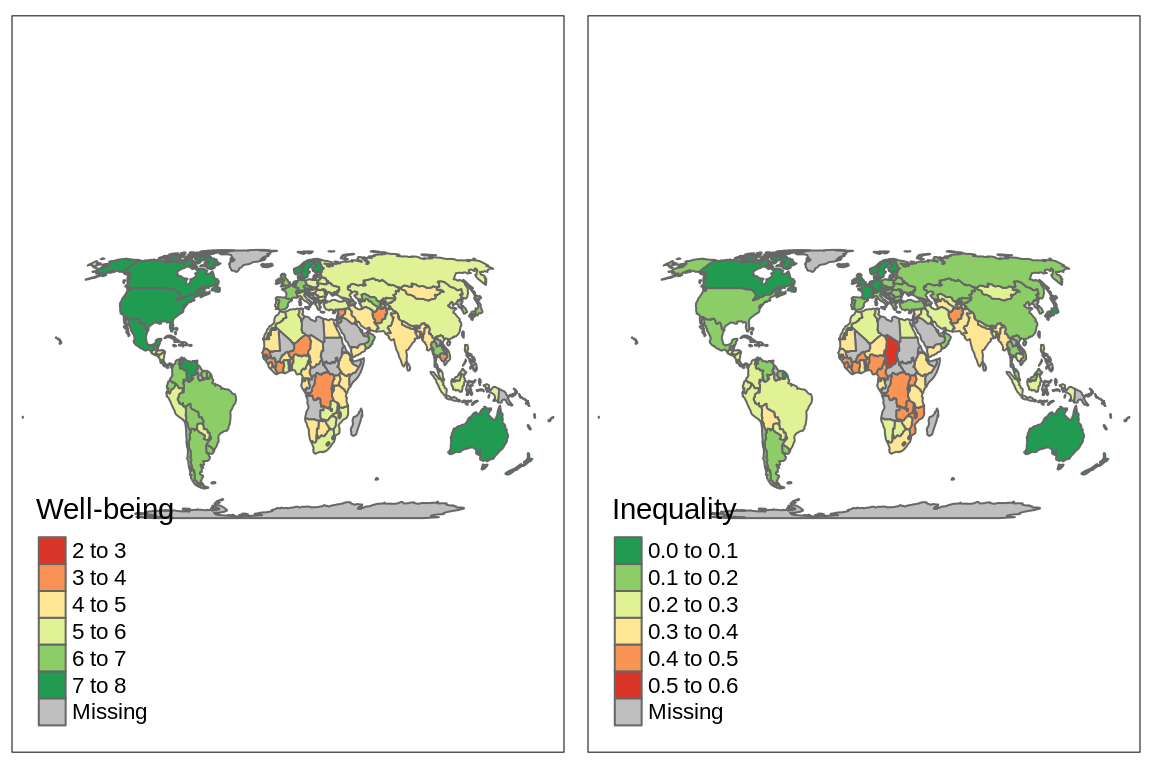 Well-being
2 to 3
3 to 4
4 to 5
5 to 6
6 to 7
7 to 8
Missing
Inequality
0.0 to 0.1
0.1 to 0.2
0.2 to 0.3
0.3 to 0.4
0.4 to 0.5
0.5 to 0.6
Missing